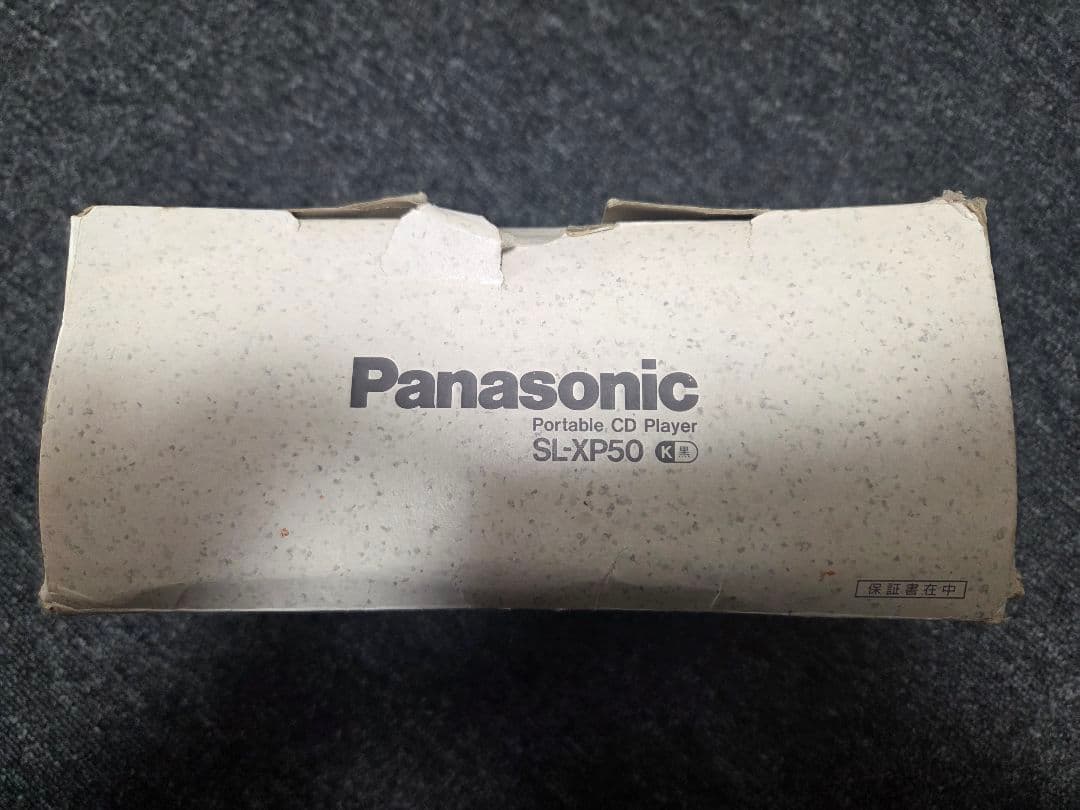 Panasonic
Portable CD Player
SL-XP50 K黒
保証書在中